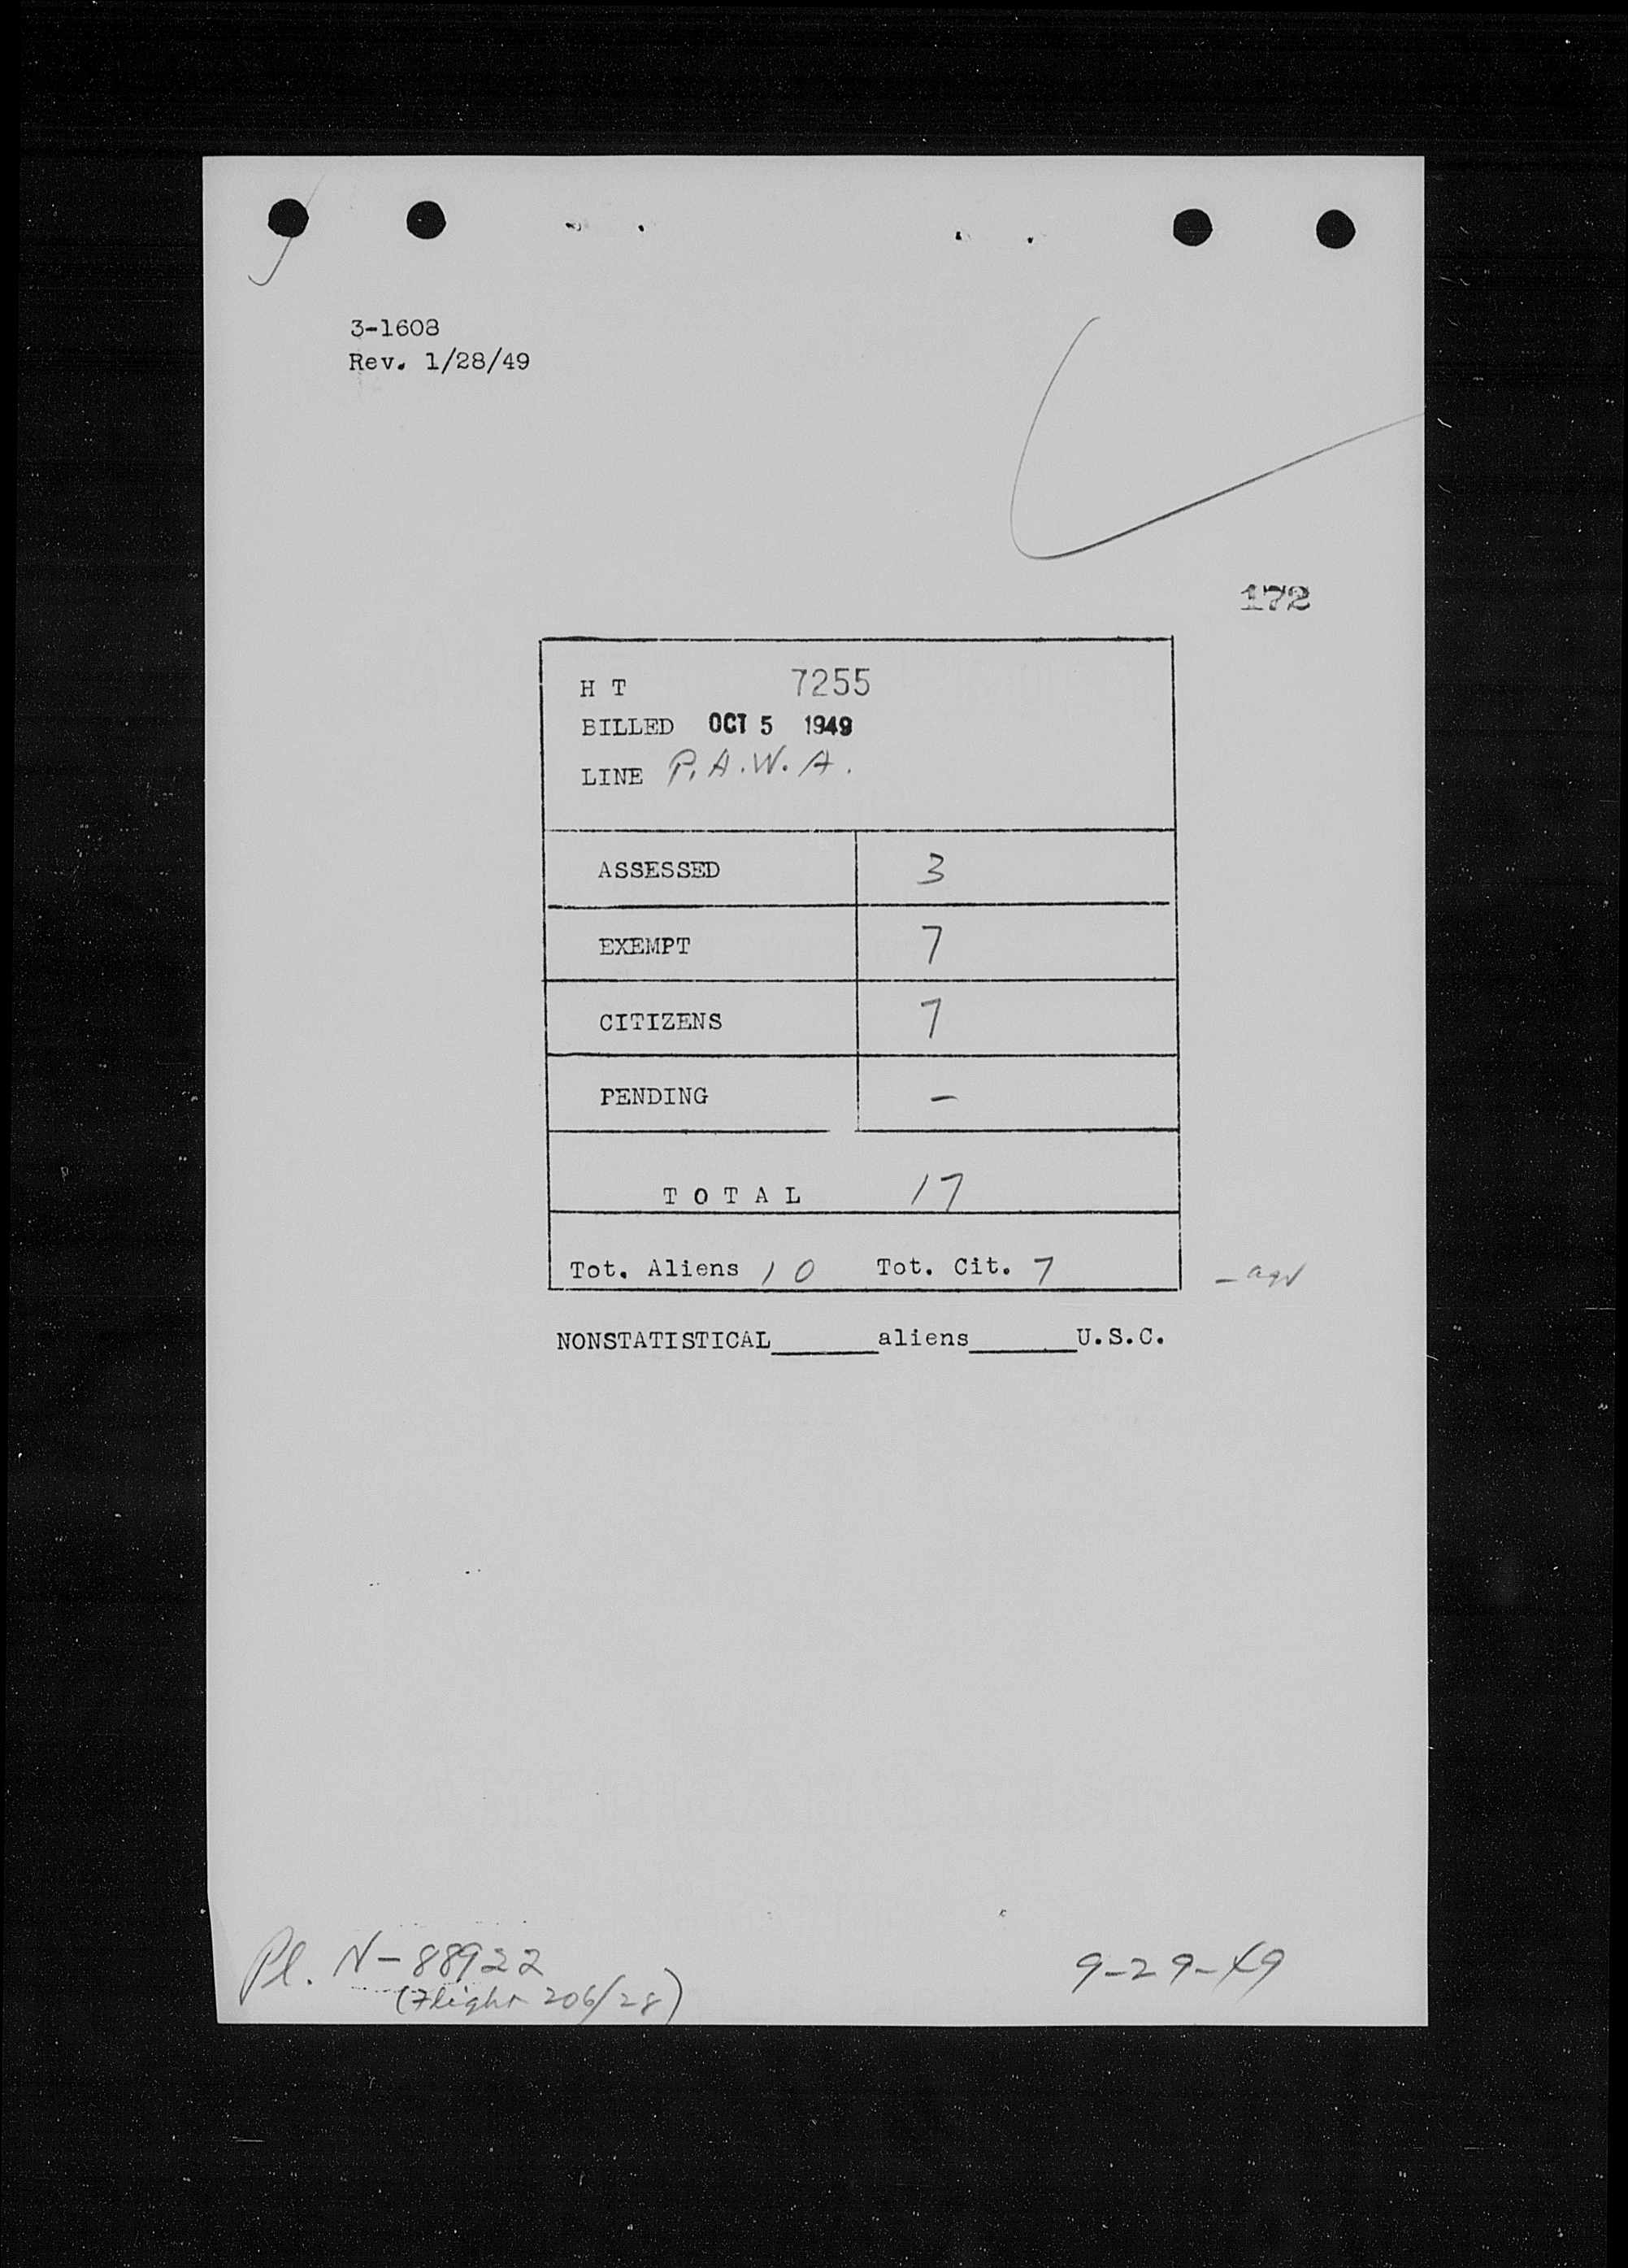 3-1608
Rev. 1/28/49
172
H T 7255
BILLED OCT 5 1949
LINE P.A.W.A.
ASSESSED 3
EXEMPT 7
CITIZENS 7
PENDING -
T O T A L 17
Tot. Aliens 10 Tot. Cit. 7
NONSTATISTICAL______aliens______U.S.C.
Pl. N-88922
(Flight 206/28)
9-29-49